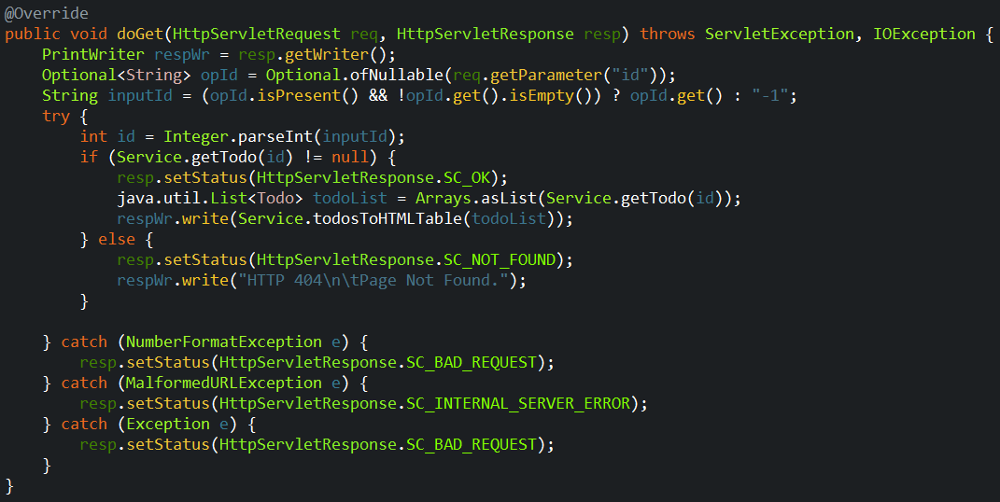 @Override
public void doGet(HttpServletRequest req, HttpServletResponse resp) throws ServletException, IOException {
    PrintWriter respWr = resp.getWriter();
    Optional<String> opId = Optional.ofNullable(req.getParameter("id"));
    String inputId = (opId.isPresent() && !opId.get().isEmpty()) ? opId.get() : "-1";
    try {
        int id = Integer.parseInt(inputId);
        if (Service.getTodo(id) != null) {
            resp.setStatus(HttpServletResponse.SC_OK);
            java.util.List<Todo> todoList = Arrays.asList(Service.getTodo(id));
            respWr.write(Service.todosToHTMLTable(todoList));
        } else {
            resp.setStatus(HttpServletResponse.SC_NOT_FOUND);
            respWr.write("HTTP 404\n\tPage Not Found.");
        }

    } catch (NumberFormatException e) {
        resp.setStatus(HttpServletResponse.SC_BAD_REQUEST);
    } catch (MalformedURLException e) {
        resp.setStatus(HttpServletResponse.SC_INTERNAL_SERVER_ERROR);
    } catch (Exception e) {
        resp.setStatus(HttpServletResponse.SC_BAD_REQUEST);
    }
}